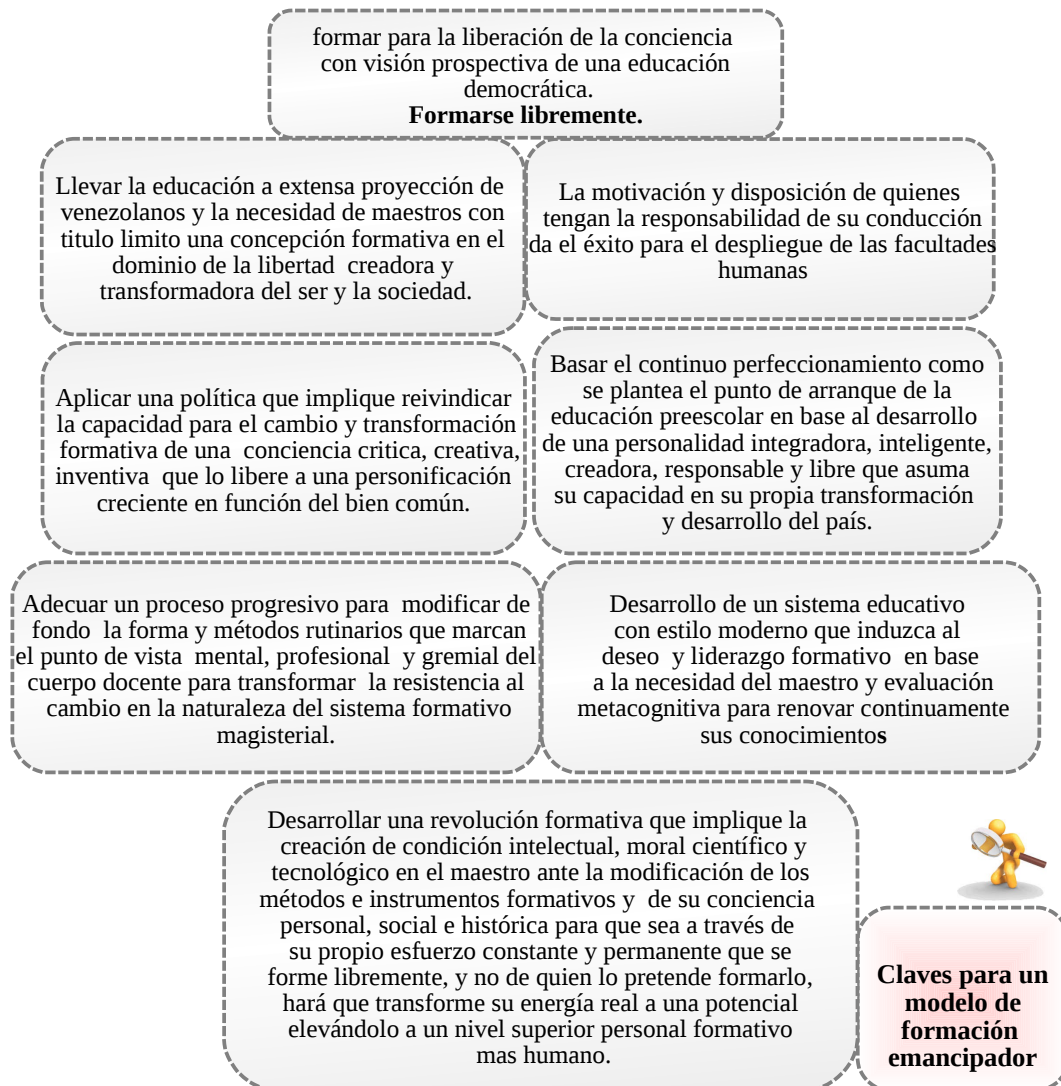 formar para la liberación de la conciencia
con visión prospectiva de una educación
democrática.
Formarse libremente.
Llevar la educación a extensa proyección de
venezolanos y la necesidad de maestros con
titulo limito una concepción formativa en el
dominio de la libertad creadora y
transformadora del ser y la sociedad.
La motivación y disposición de quienes
tengan la responsabilidad de su conducción
da el éxito para el despliegue de las facultades
humanas
Aplicar una política que implique reivindicar
la capacidad para el cambio y transformación
formativa de una conciencia critica, creativa,
inventiva que lo libere a una personificación
creciente en función del bien común.
Basar el continuo perfeccionamiento como
se plantea el punto de arranque de la
educación preescolar en base al desarrollo
de una personalidad integradora, inteligente,
creadora, responsable y libre que asuma
su capacidad en su propia transformación
y desarrollo del país.
Adecuar un proceso progresivo para modificar de
fondo la forma y métodos rutinarios que marcan
el punto de vista mental, profesional y gremial del
cuerpo docente para transformar la resistencia al
cambio en la naturaleza del sistema formativo
magisterial.
Desarrollo de un sistema educativo
con estilo moderno que induzca al
deseo y liderazgo formativo en base
a la necesidad del maestro y evaluación
metacognitiva para renovar continuamente
sus conocimientos
Desarrollar una revolución formativa que implique la
creación de condición intelectual, moral científico y
tecnológico en el maestro ante la modificación de los
métodos e instrumentos formativos y de su conciencia
personal, social e histórica para que sea a través de
su propio esfuerzo constante y permanente que se
forme libremente, y no de quien lo pretende formarlo,
hará que transforme su energía real a una potencial
elevándolo a un nivel superior personal formativo
mas humano.
Claves para un
modelo de
formación
emancipador